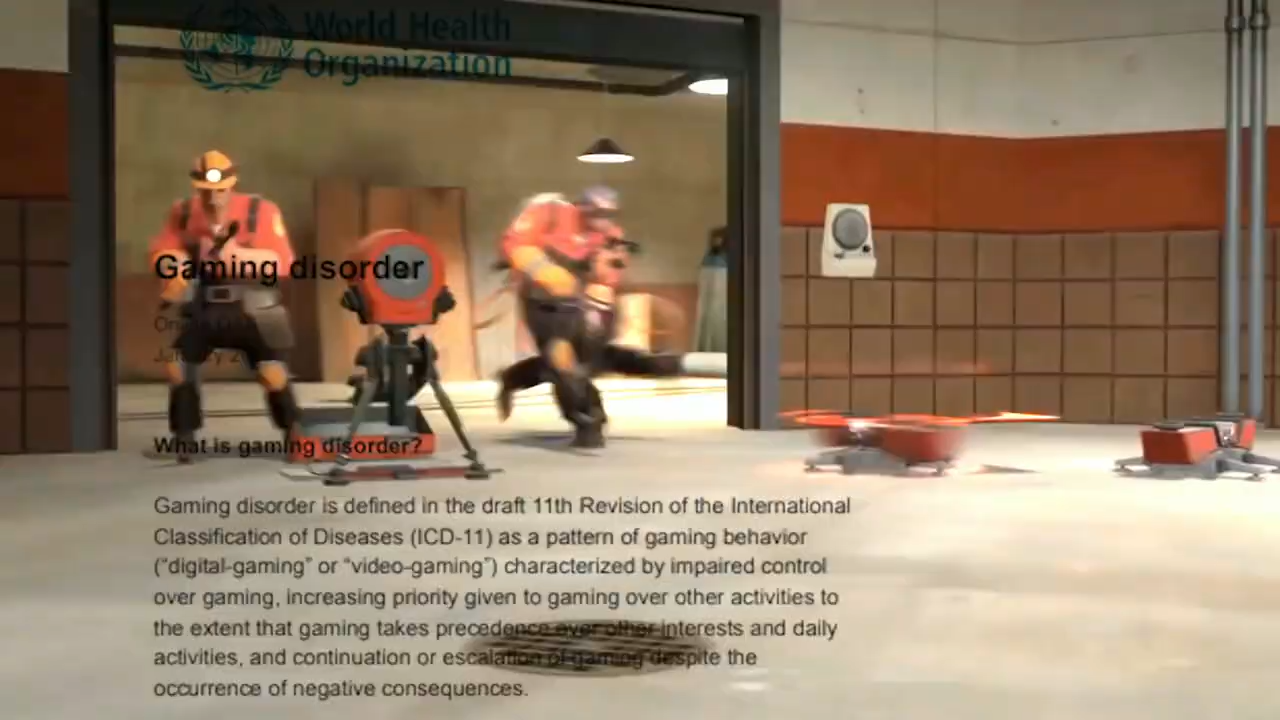 World Health
Organization
Gaming disorder
What is gaming disorder?
Gaming disorder is defined in the draft 11th Revision of the International
Classification of Diseases (ICD-11) as a pattern of gaming behavior
(“digital-gaming” or “video-gaming”) characterized by impaired control
over gaming, increasing priority given to gaming over other activities to
the extent that gaming takes precedence over other interests and daily
activities, and continuation or escalation of gaming despite the
occurrence of negative consequences.